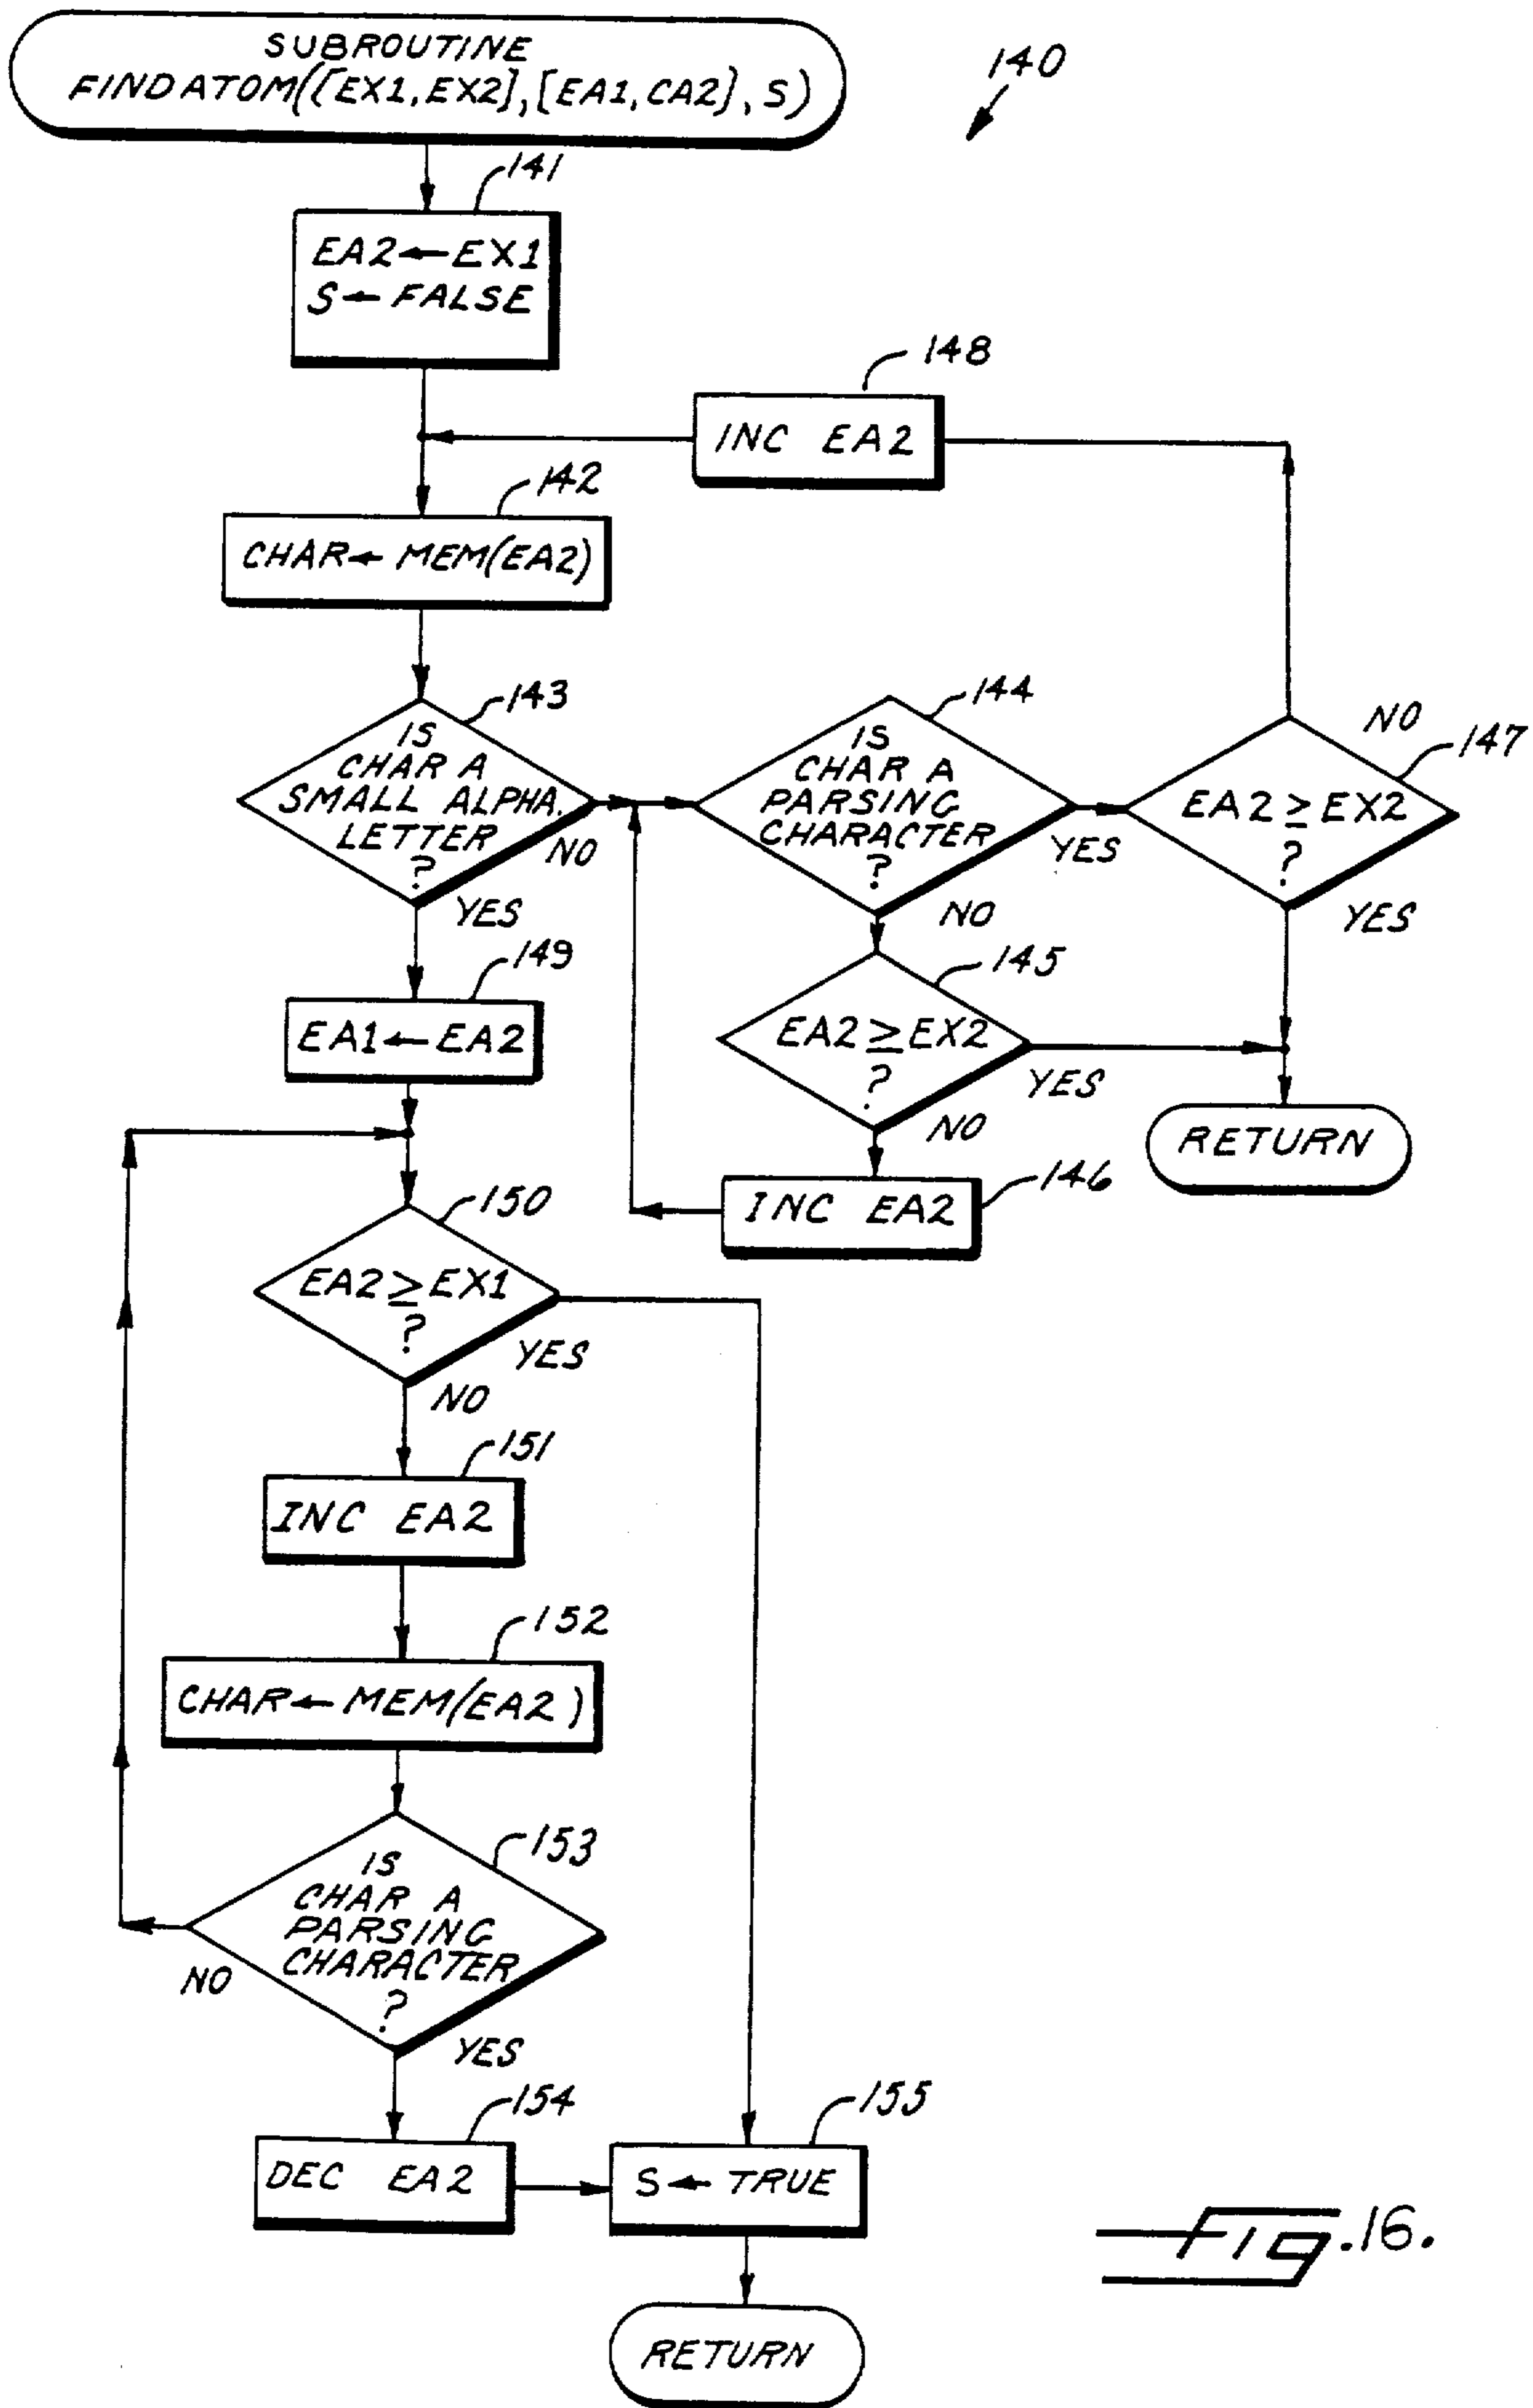 SUBROUTINE
FINDATOM([EX1, EX2], [EA1, CA2], S)
140
141
EA2←EX1
S←FALSE
148
INC EA2
142
CHAR←MEM(EA2)
143
IS
CHAR A
SMALL ALPHA.
LETTER
?
NO
YES
144
IS
CHAR A
PARSING
CHARACTER
?
YES
NO
NO
147
EA2≥EX2
?
YES
149
EA1←EA2
145
EA2≥EX2
?
YES
NO
RETURN
146
INC EA2
150
EA2≥EX1
?
YES
NO
151
INC EA2
152
CHAR←MEM(EA2)
153
IS
CHAR A
PARSING
CHARACTER
?
NO
YES
154
DEC EA2
155
S←TRUE
RETURN
Fig.16.